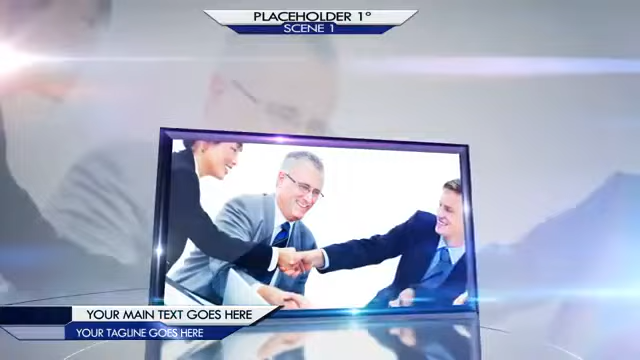 PLACEHOLDER 1°
SCENE 1
YOUR MAIN TEXT GOES HERE
YOUR TAGLINE GOES HERE